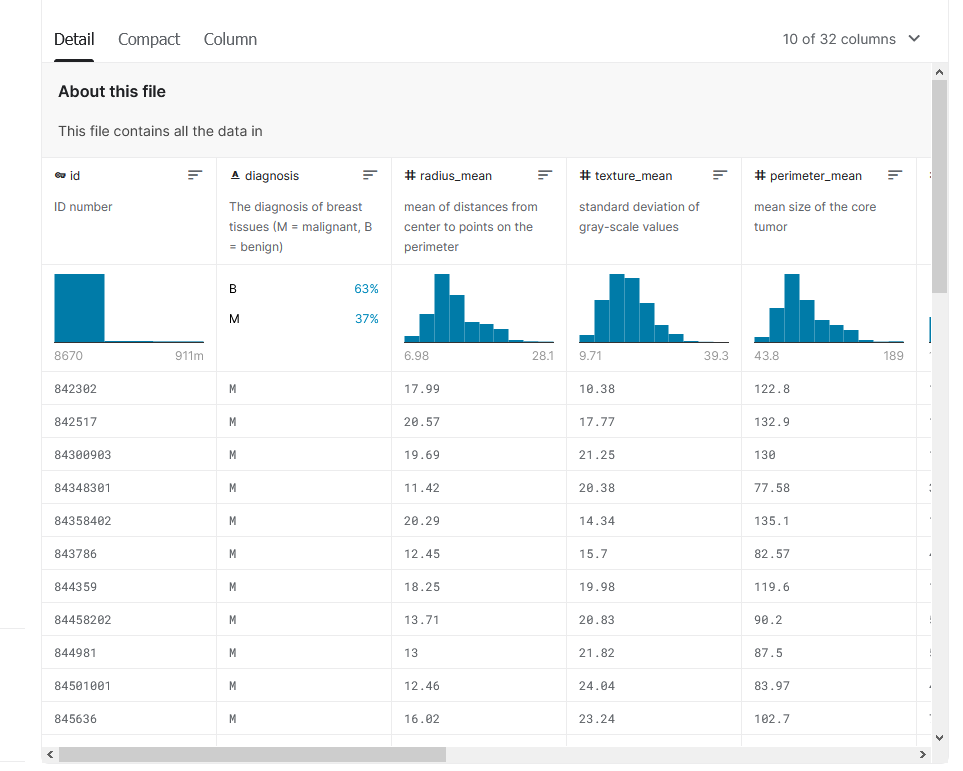 Detail Compact Column 10 of 32 columns
About this file
This file contains all the data in
id diagnosis # radius_mean # texture_mean # perimeter_mean
ID number
The diagnosis of breast
tissues (M = malignant, B
= benign)
mean of distances from
center to points on the
perimeter
standard deviation of
gray-scale values
mean size of the core
tumor
B 63%
M 37%
8670 911m 6.98 28.1 9.71 39.3 43.8 189
842302 M 17.99 10.38 122.8
842517 M 20.57 17.77 132.9
84300903 M 19.69 21.25 130
84348301 M 11.42 20.38 77.58
84358402 M 20.29 14.34 135.1
843786 M 12.45 15.7 82.57
844359 M 18.25 19.98 119.6
84458202 M 13.71 20.83 90.2
844981 M 13 21.82 87.5
84501001 M 12.46 24.04 83.97
845636 M 16.02 23.24 102.7